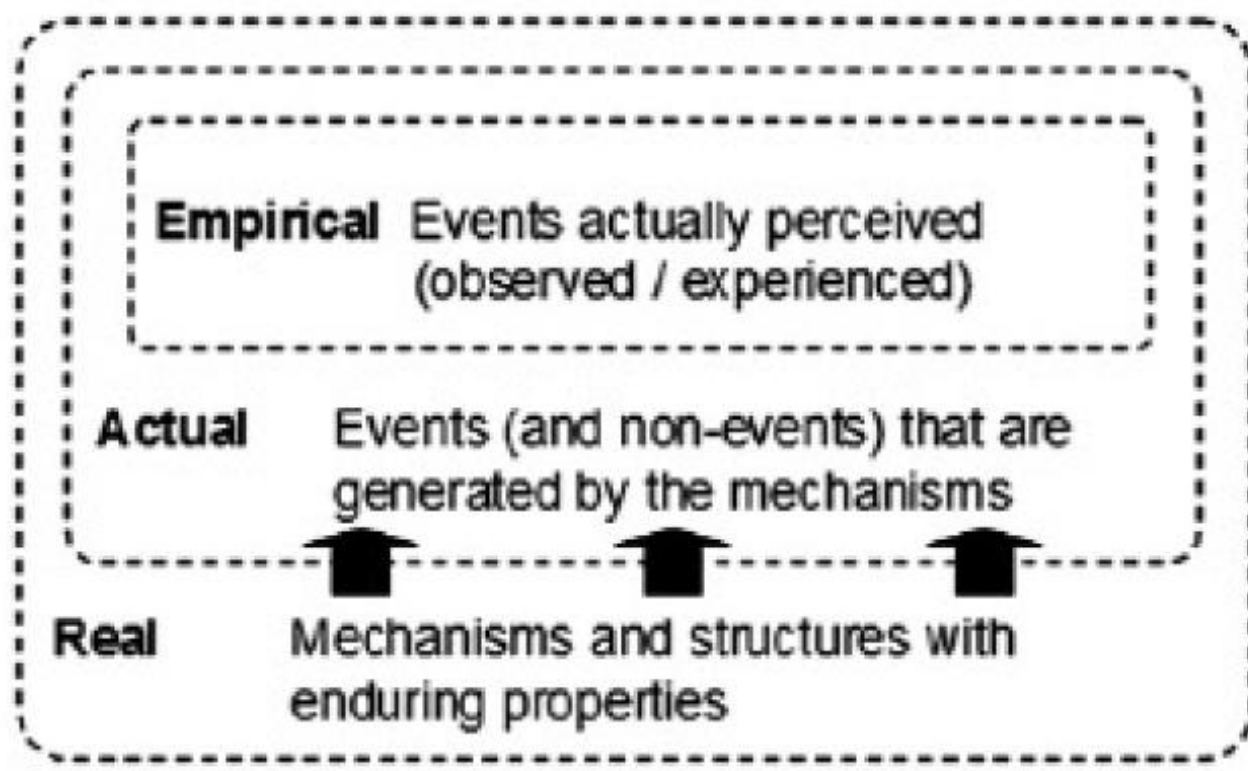 Empirical Events actually perceived
(observed / experienced)
Actual Events (and non-events) that are
generated by the mechanisms
Real Mechanisms and structures with
enduring properties